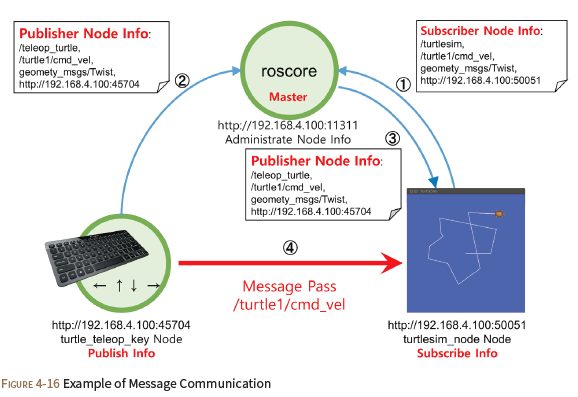 Publisher Node Info:
/teleop_turtle,
/turtle1/cmd_vel,
geomety_msgs/Twist,
http://192.168.4.100:45704
②
roscore
Master
http://192.168.4.100:11311
Administrate Node Info
Subscriber Node Info:
/turtlesim,
/turtle1/cmd_vel,
geomety_msgs/Twist,
http://192.168.4.100:50051
①
③
Publisher Node Info:
/teleop_turtle,
/turtle1/cmd_vel,
geomety_msgs/Twist,
http://192.168.4.100:45704
← ↑ ↓ →
④
Message Pass
/turtle1/cmd_vel
http://192.168.4.100:45704
turtle_teleop_key Node
Publish Info
http://192.168.4.100:50051
turtlesim_node Node
Subscribe Info
FIGURE 4-16 Example of Message Communication